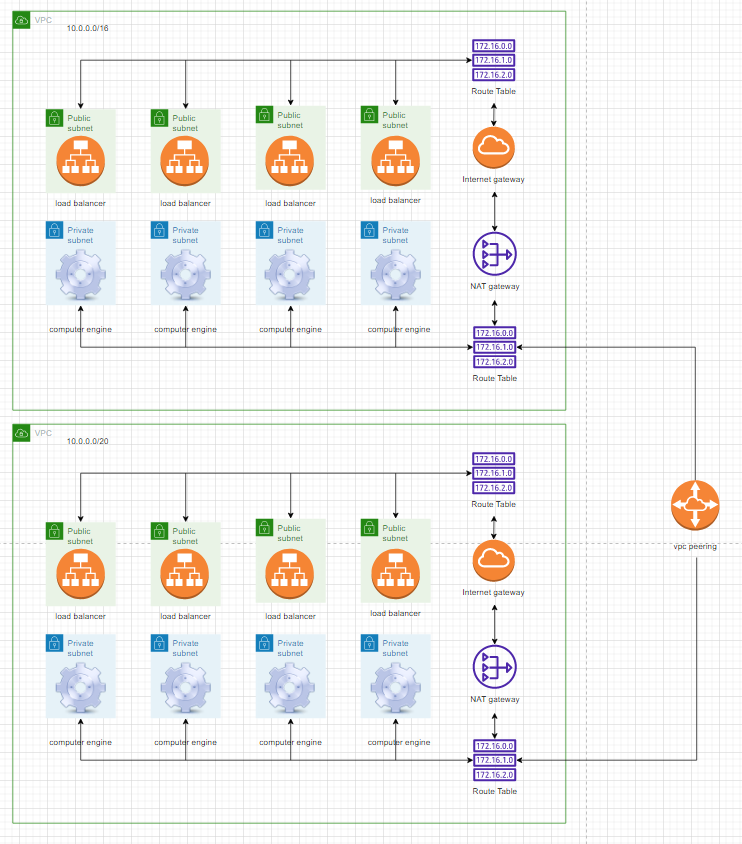 VPC
10.0.0.0/16
172.16.0.0
172.16.1.0
172.16.2.0
Route Table
Public
subnet
Public
subnet
Public
subnet
Public
subnet
load balancer
load balancer
load balancer
load balancer
Internet gateway
Private
subnet
Private
subnet
Private
subnet
Private
subnet
NAT gateway
computer engine
computer engine
computer engine
computer engine
172.16.0.0
172.16.1.0
172.16.2.0
Route Table
VPC
10.0.0.0/20
172.16.0.0
172.16.1.0
172.16.2.0
Route Table
Public
subnet
Public
subnet
Public
subnet
Public
subnet
vpc peering
load balancer
load balancer
load balancer
load balancer
Internet gateway
Private
subnet
Private
subnet
Private
subnet
Private
subnet
NAT gateway
computer engine
computer engine
computer engine
computer engine
172.16.0.0
172.16.1.0
172.16.2.0
Route Table